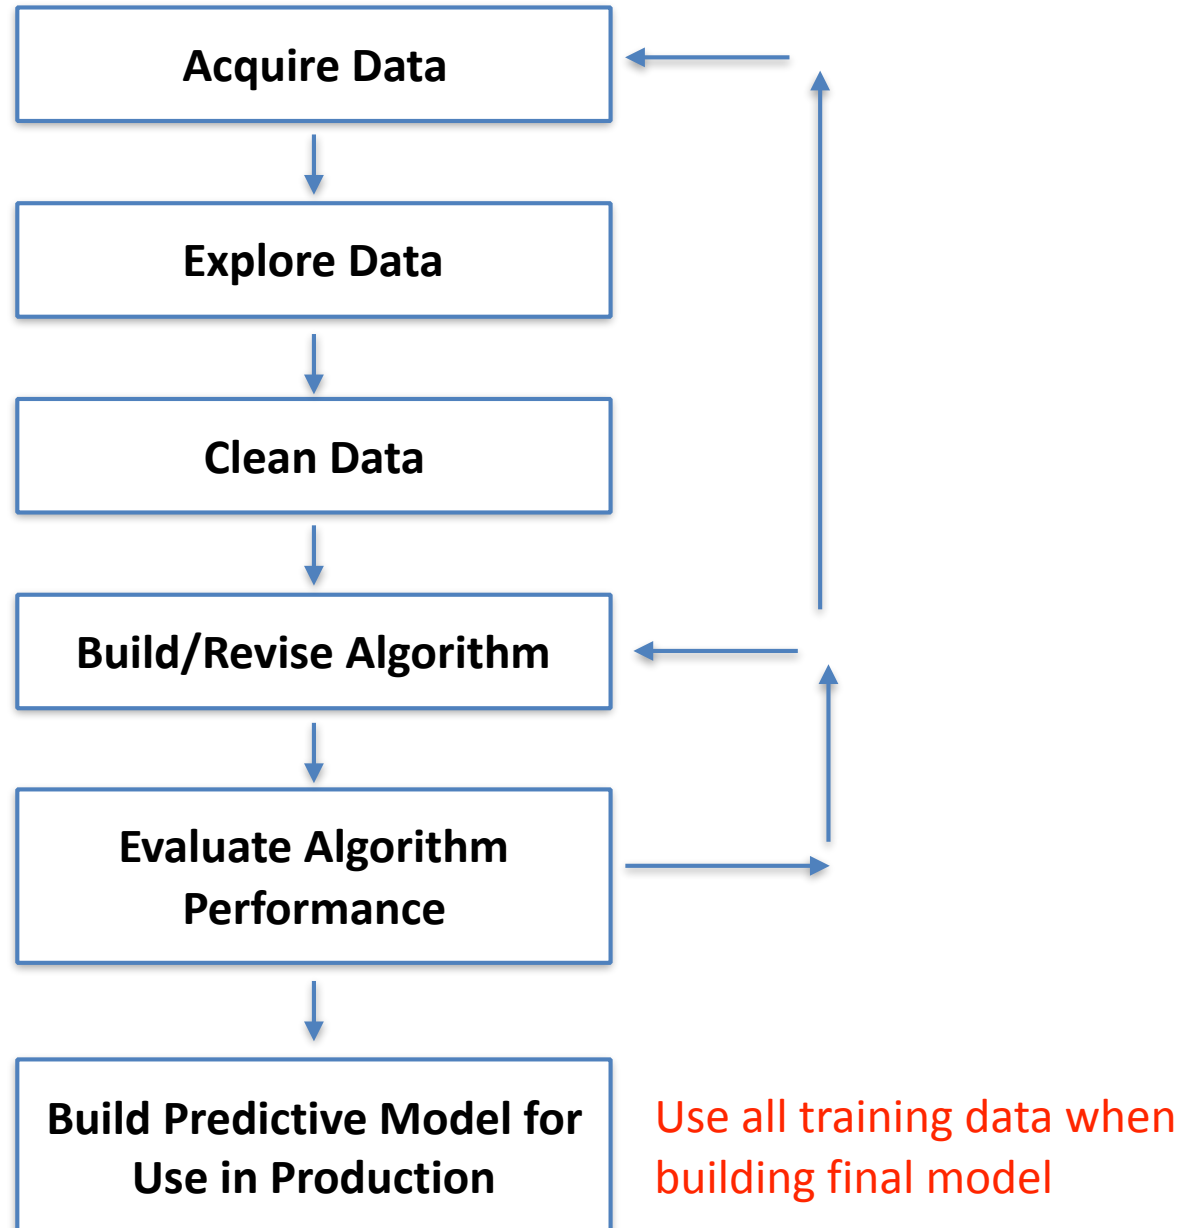 Acquire Data
Explore Data
Clean Data
Build/Revise Algorithm
Evaluate Algorithm
Performance
Build Predictive Model for
Use in Production
Use all training data when
building final model